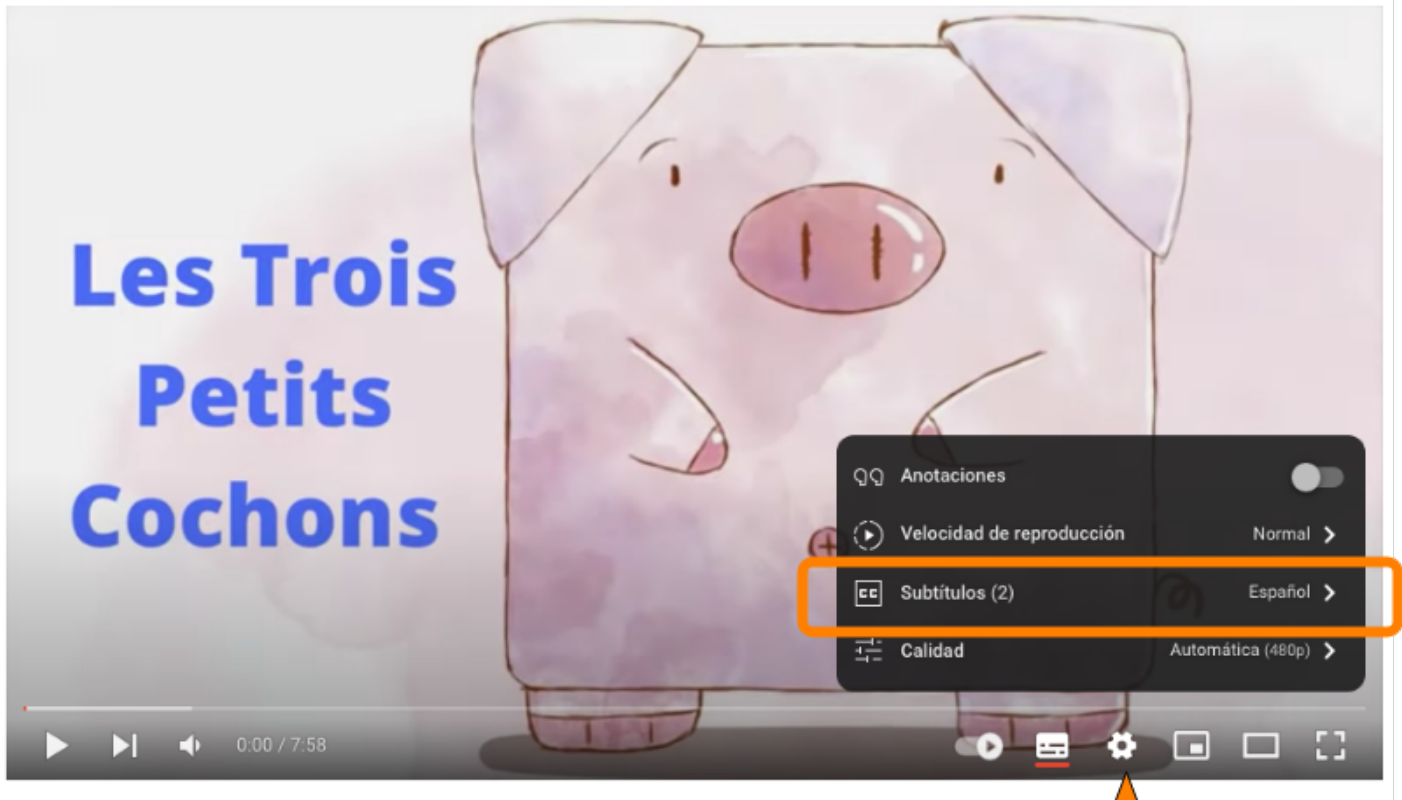 Les Trois
Petits
Cochons
Anotaciones
Velocidad de reproducción Normal
CC Subtítulos (2) Español
Calidad Automática (480p)
0:00 / 7:58